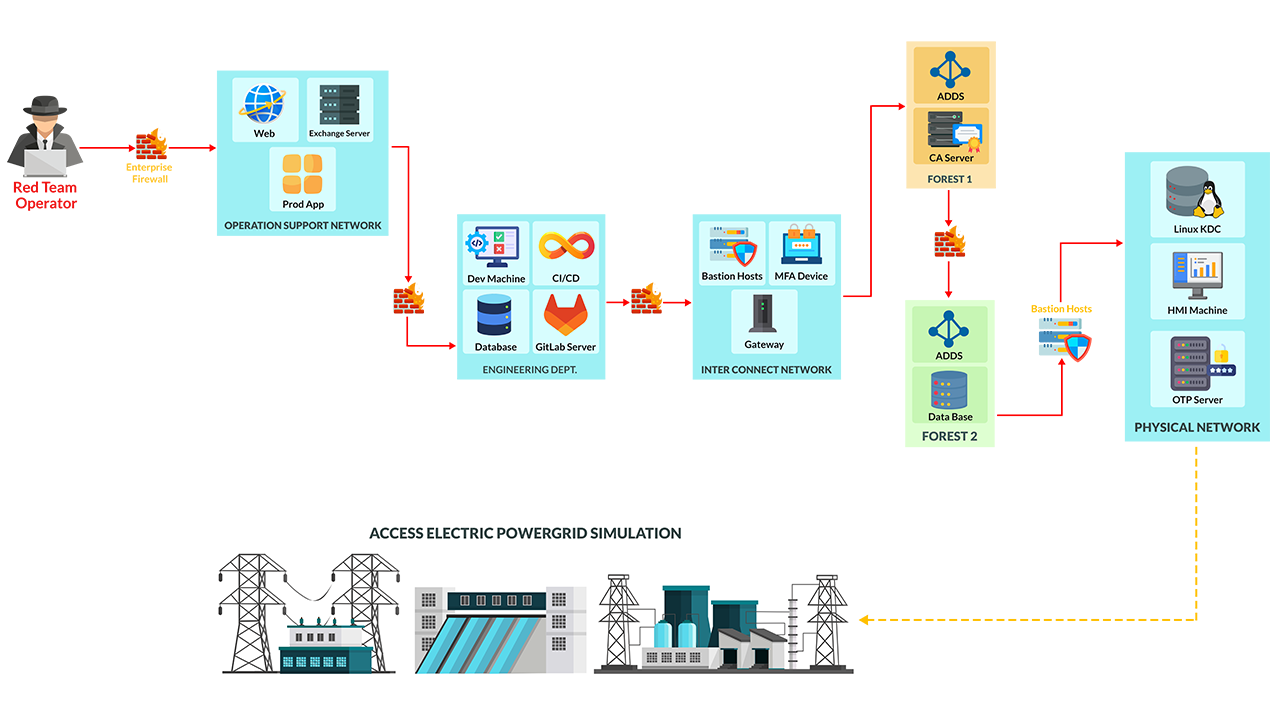 Red Team
Operator
Enterprise
Firewall
Web
Exchange Server
Prod App
OPERATION SUPPORT NETWORK
Dev Machine
CI/CD
Database
GitLab Server
ENGINEERING DEPT.
Bastion Hosts
MFA Device
Gateway
INTER CONNECT NETWORK
ADDS
CA Server
FOREST 1
ADDS
Data Base
FOREST 2
Bastion Hosts
Linux KDC
HMI Machine
OTP Server
PHYSICAL NETWORK
ACCESS ELECTRIC POWERGRID SIMULATION